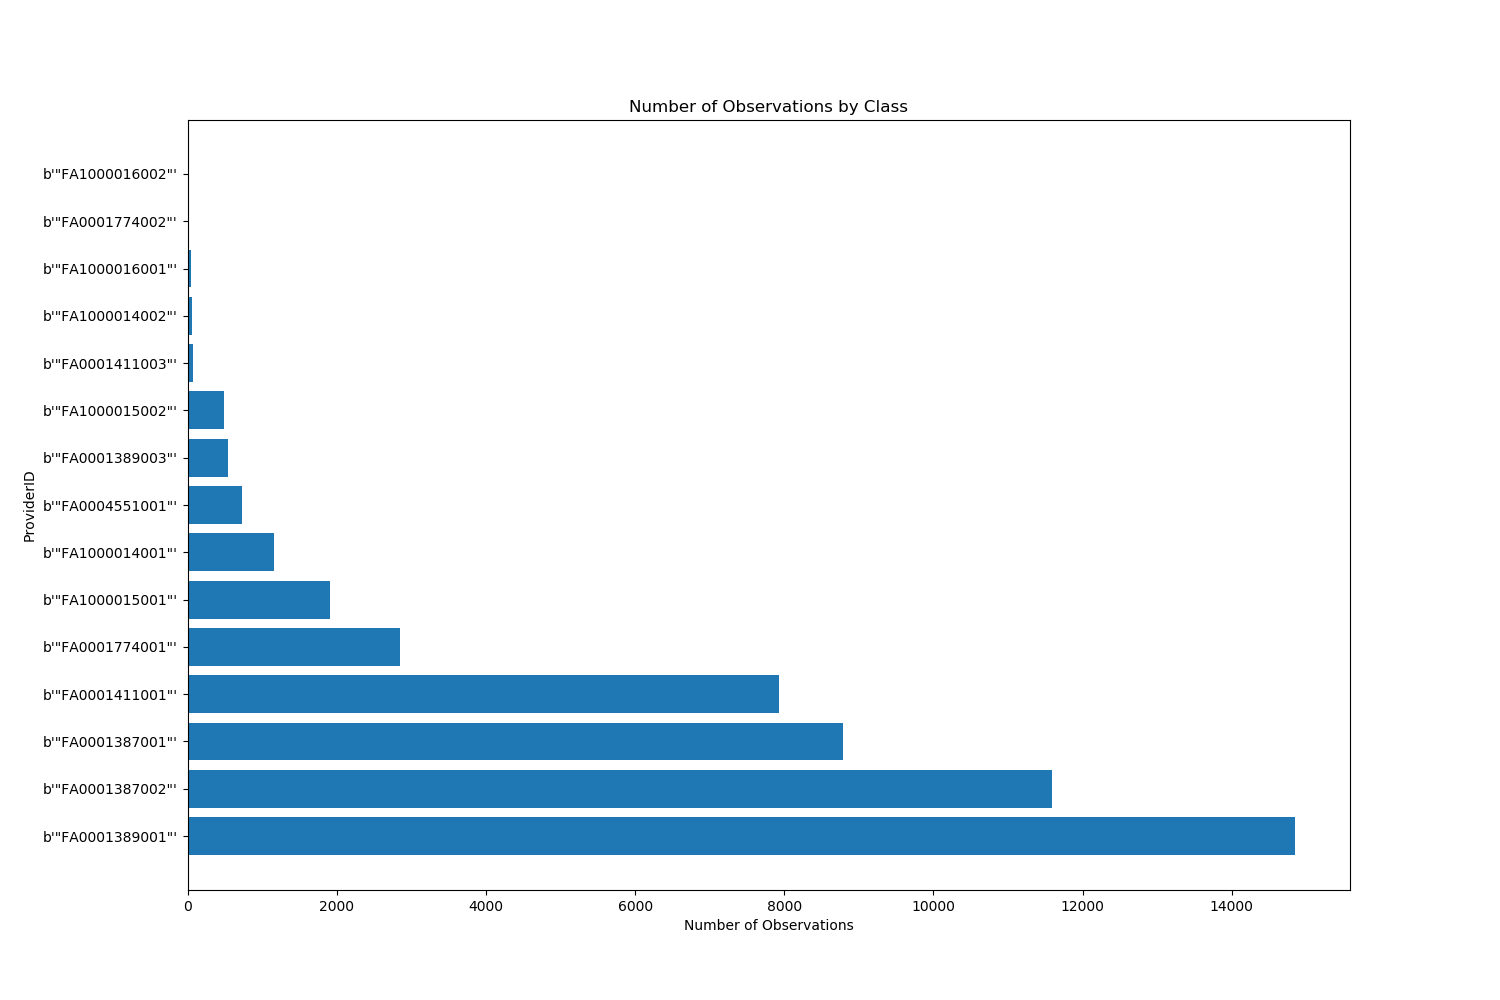 Number of Observations by Class
b'"FA1000016002"'
b'"FA0001774002"'
b'"FA1000016001"'
b'"FA1000014002"'
b'"FA0001411003"'
b'"FA1000015002"'
b'"FA0001389003"'
b'"FA0004551001"'
b'"FA1000014001"'
b'"FA1000015001"'
b'"FA0001774001"'
b'"FA0001411001"'
b'"FA0001387001"'
b'"FA0001387002"'
b'"FA0001389001"'
ProviderID
0 2000 4000 6000 8000 10000 12000 14000
Number of Observations